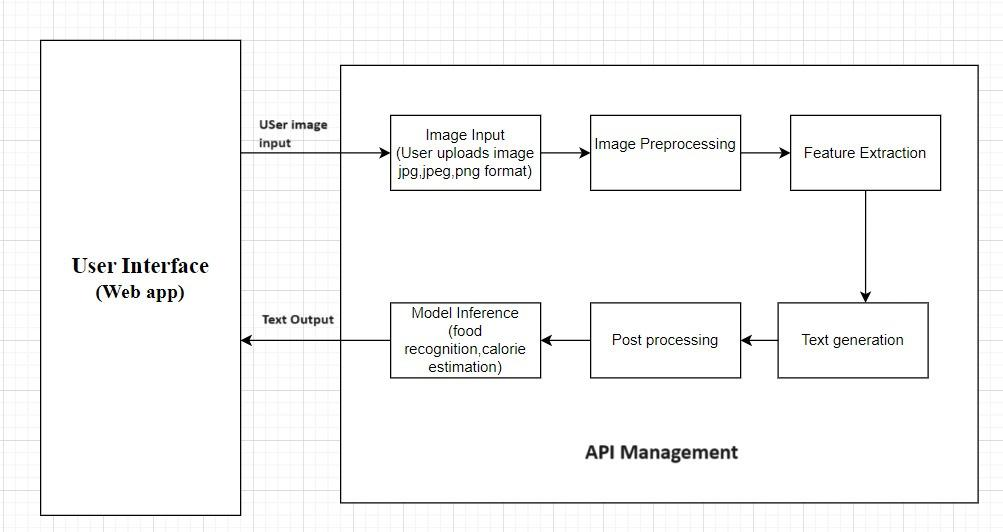 USer image
input
Image Input
(User uploads image
jpg,jpeg,png format)
Image Preprocessing
Feature Extraction
User Interface
(Web app)
Text Output
Model Inference
(food
recognition,calorie
estimation)
Post processing
Text generation
API Management